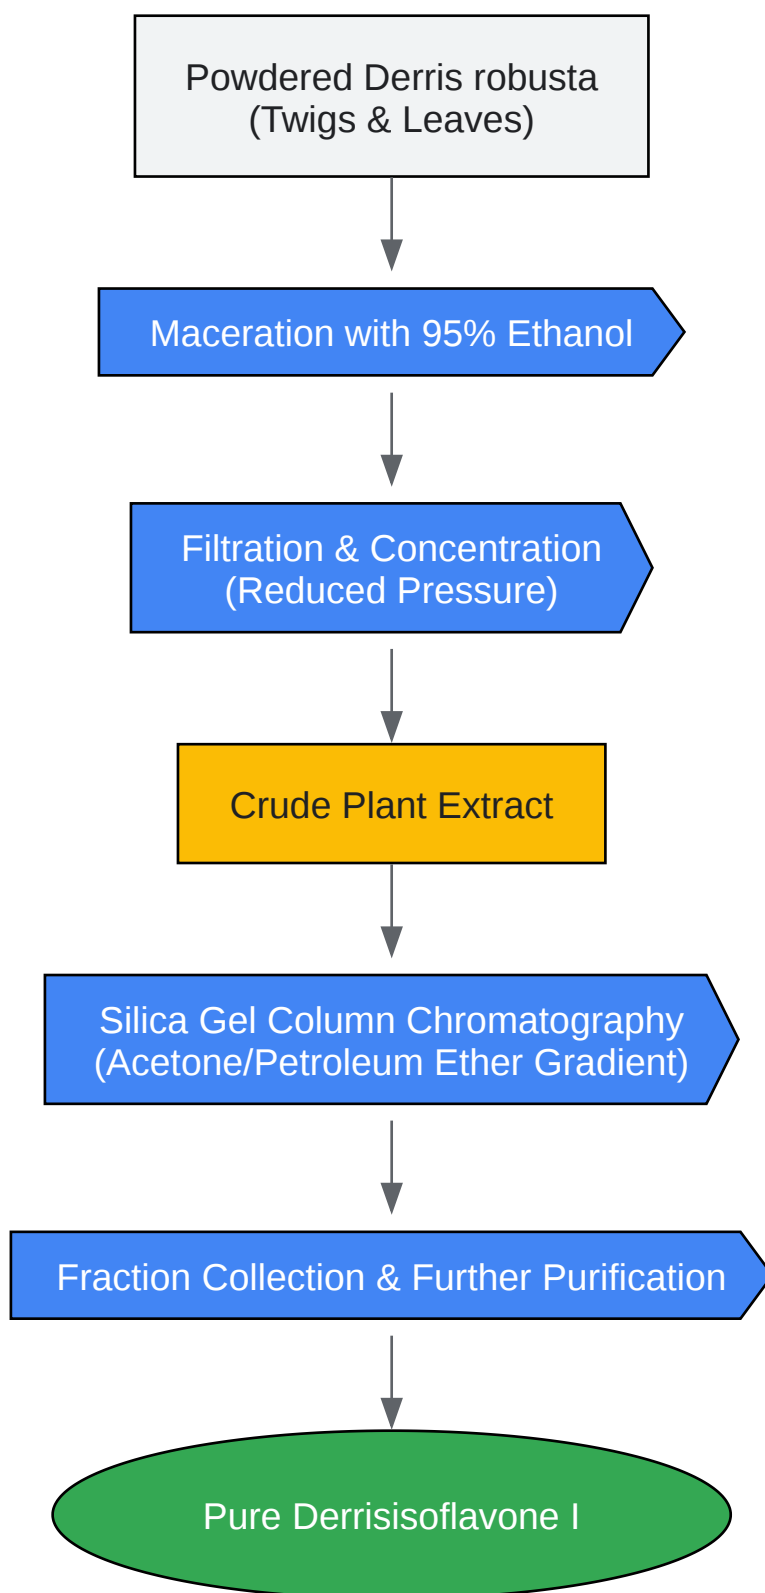 Powdered Derris robusta
(Twigs & Leaves)
Maceration with 95% Ethanol
Filtration & Concentration
(Reduced Pressure)
Crude Plant Extract
Silica Gel Column Chromatography
(Acetone/Petroleum Ether Gradient)
Fraction Collection & Further Purification
Pure Derrisisoflavone I